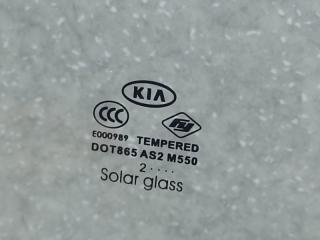 KIA
CCC
E000989 TEMPERED
DOT865 AS2 M550
2 ....
Solar glass